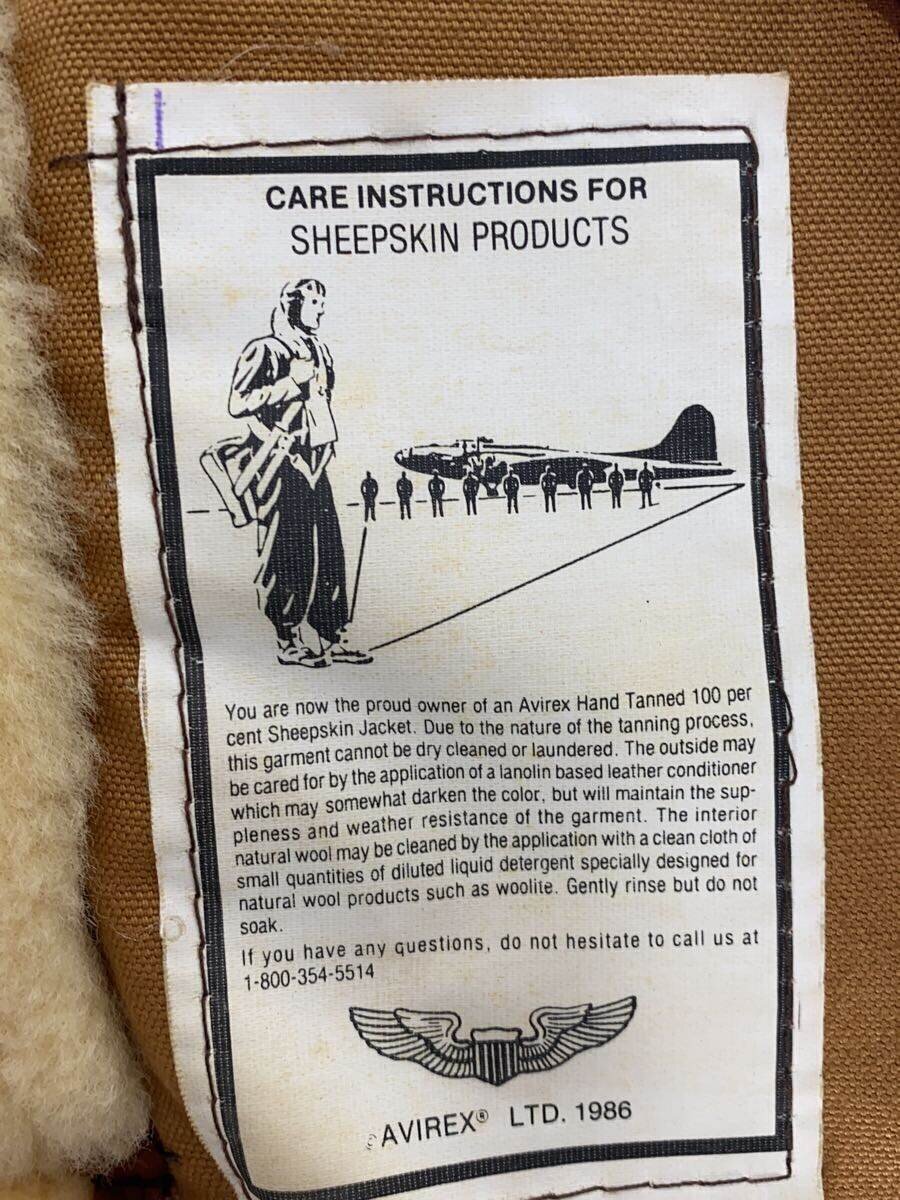 CARE INSTRUCTIONS FOR
SHEEPSKIN PRODUCTS
You are now the proud owner of an Avirex Hand Tanned 100 per
cent Sheepskin Jacket. Due to the nature of the tanning process,
this garment cannot be dry cleaned or laundered. The outside may
be cared for by the application of a lanolin based leather conditioner
which may somewhat darken the color, but will maintain the sup-
pleness and weather resistance of the garment. The interior
natural wool may be cleaned by the application with a clean cloth of
small quantities of diluted liquid detergent specially designed for
natural wool products such as woolite. Gently rinse but do not
soak.
If you have any questions, do not hesitate to call us at
1-800-354-5514
©AVIREX® LTD. 1986